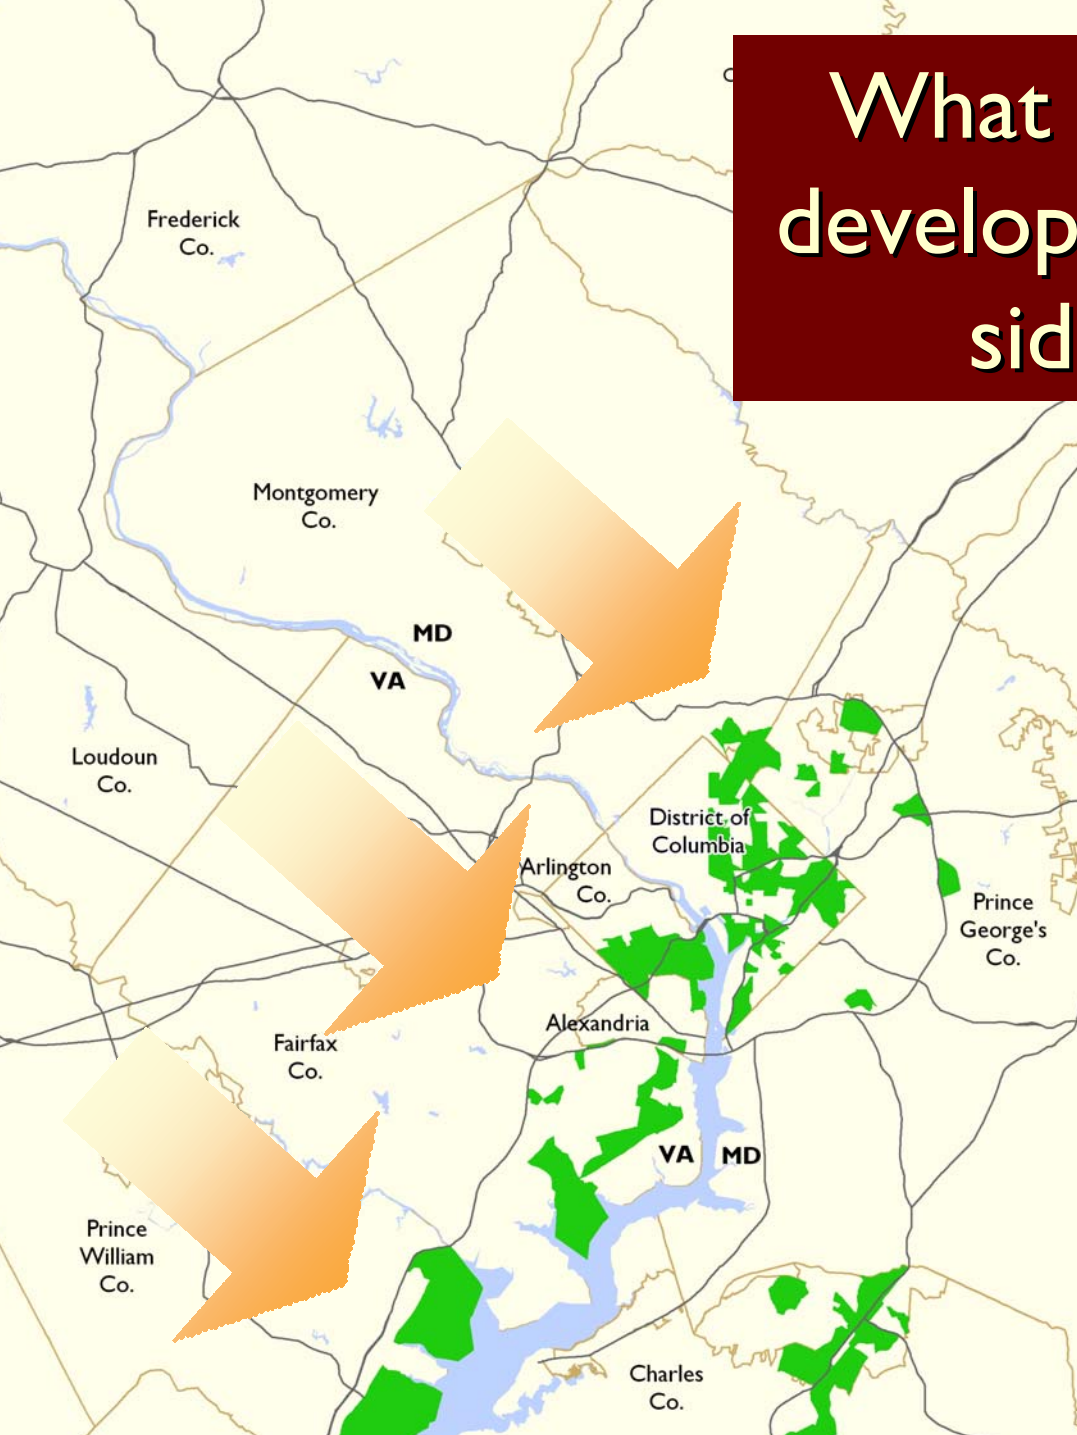 What
develop
sid
Frederick
Co.
Montgomery
Co.
MD
VA
Loudoun
Co.
District of
Columbia
Arlington
Co.
Prince
George's
Co.
Alexandria
Fairfax
Co.
VA
MD
Prince
William
Co.
Charles
Co.